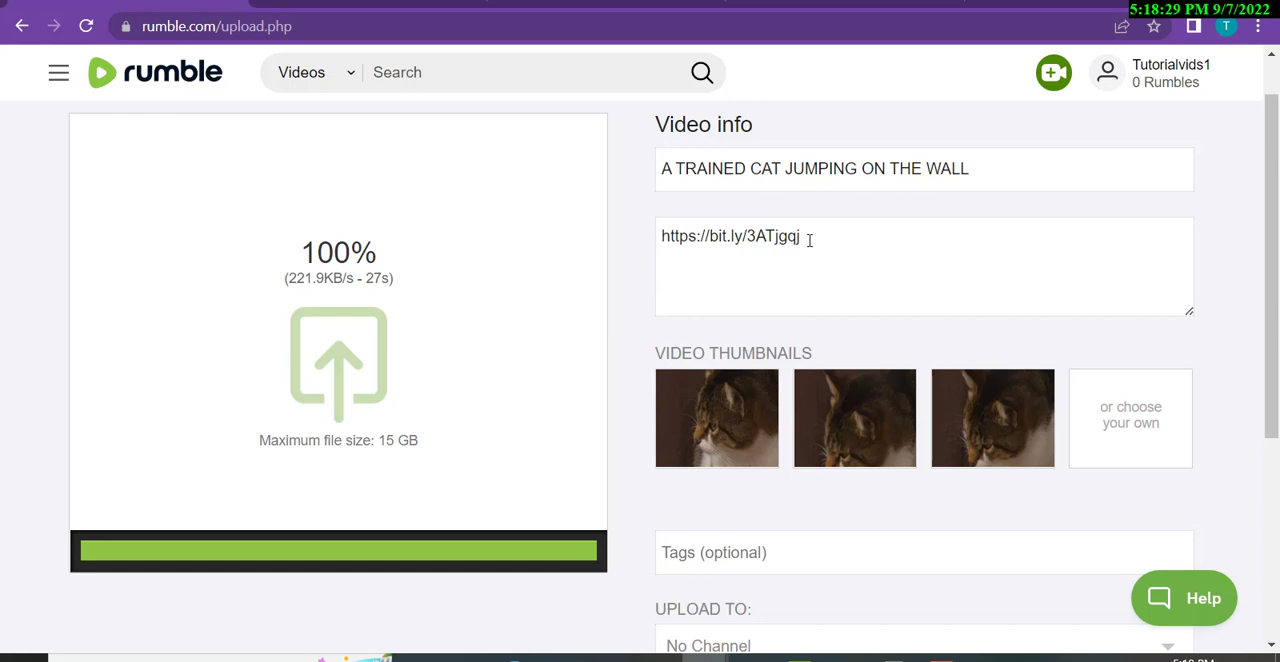 5:18:29 PM 9/7/2022
rumble.com/upload.php
T
rumble
Videos
Search
Tutorialvids1
0 Rumbles
Video info
A TRAINED CAT JUMPING ON THE WALL
100%
(221.9KB/s - 27s)
Maximum file size: 15 GB
https://bit.ly/3ATjgqj
VIDEO THUMBNAILS
or choose
your own
Tags (optional)
Help
UPLOAD TO:
No Channel